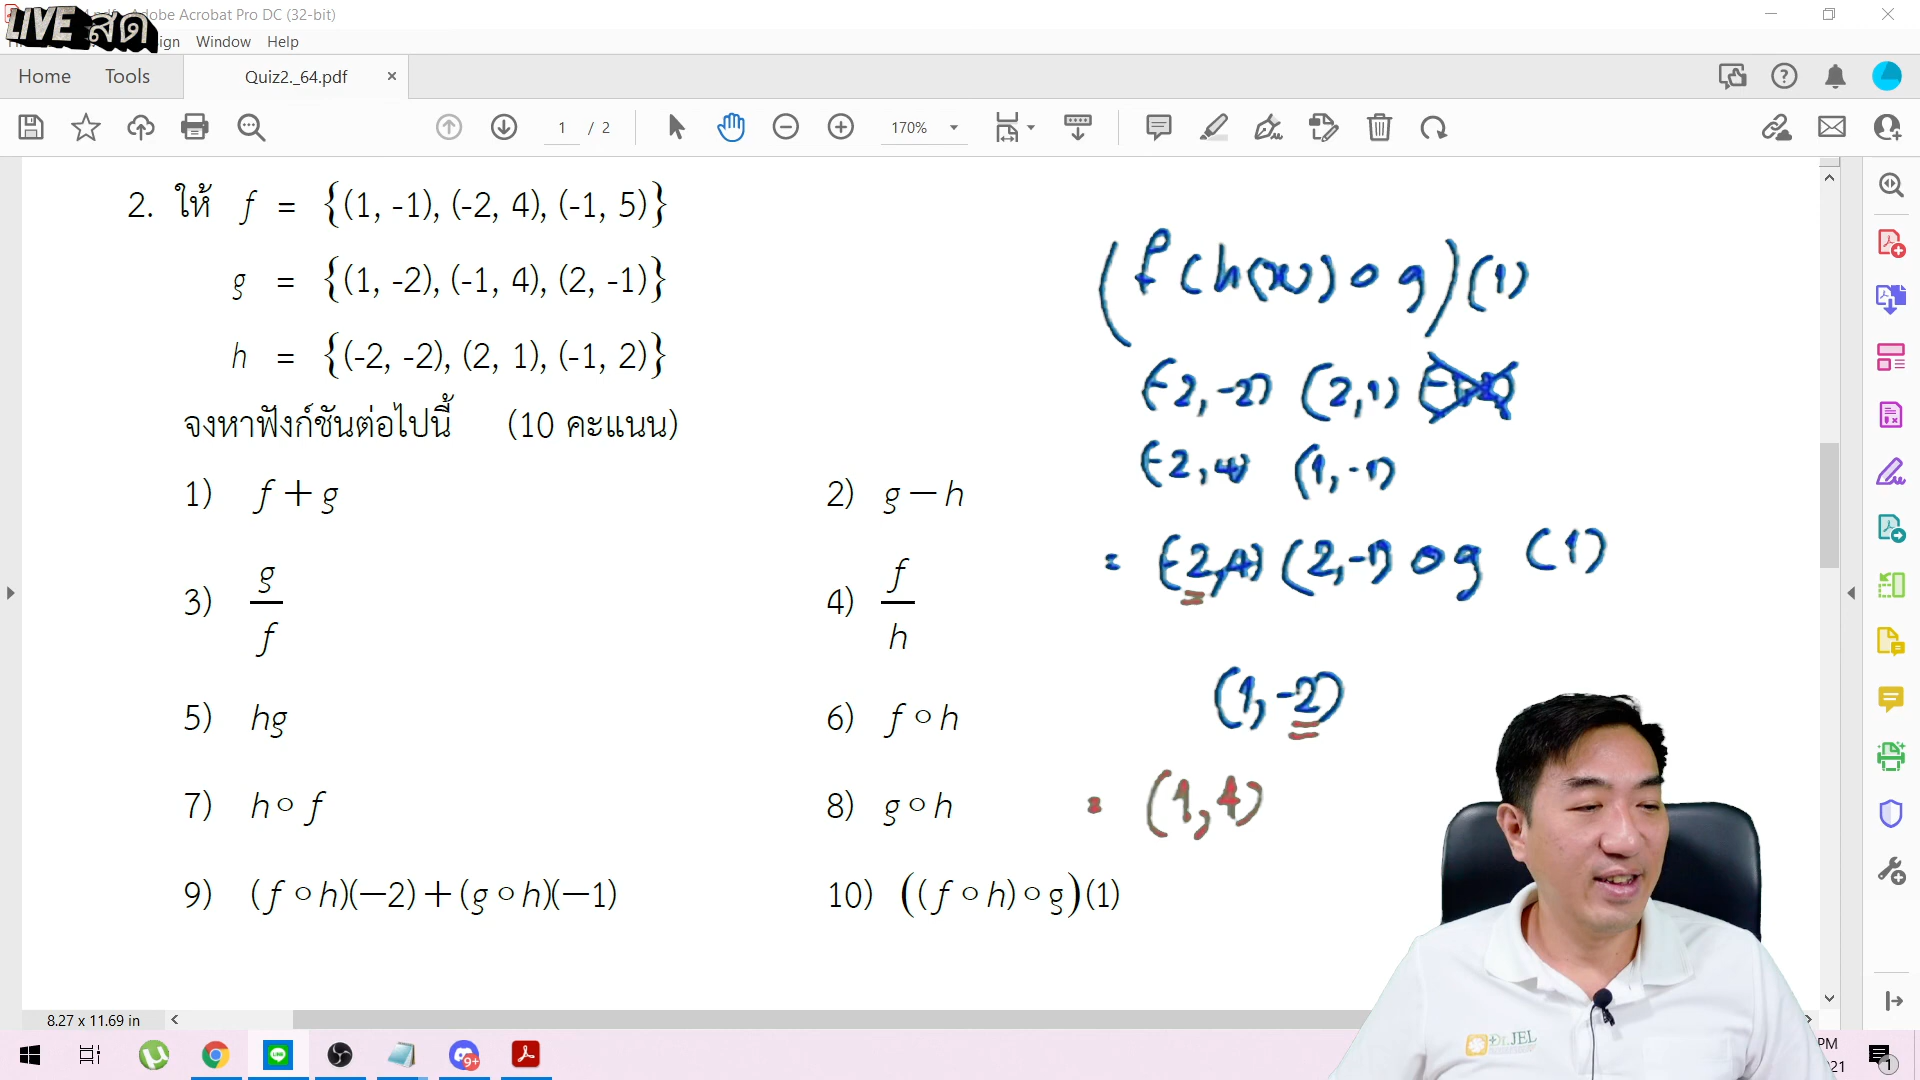 LIVE สด
Adobe Acrobat Pro DC (32-bit)
Window Help
Home Tools Quiz2._64.pdf ×
1 / 2 170%
2. ให้ f = {(1, -1), (-2, 4), (-1, 5)}
g = {(1, -2), (-1, 4), (2, -1)}
h = {(-2, -2), (2, 1), (-1, 2)}
จงหาฟังก์ชันต่อไปนี้ (10 คะแนน)
1) f + g
2) g − h
3) g/f
4) f/h
5) hg
6) f ∘ h
7) h ∘ f
8) g ∘ h
9) (f ∘ h)(−2) + (g ∘ h)(−1)
10) ((f ∘ h) ∘ g)(1)
(f(h(x)) ∘ g)(1)
(-2, -2) (2, 1)
(-2, 4) (1, -1)
= (-2, 4) (2, -1) ∘ g (1)
(1, -2)
= (1, 4)
8.27 x 11.69 in
+Dr.JEL
9+
PM
1